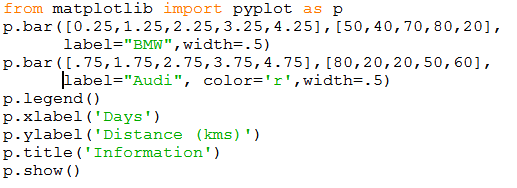 from matplotlib import pyplot as p
p.bar([0.25,1.25,2.25,3.25,4.25],[50,40,70,80,20],
      label="BMW",width=.5)
p.bar([.75,1.75,2.75,3.75,4.75],[80,20,20,50,60],
      label="Audi", color='r',width=.5)
p.legend()
p.xlabel('Days')
p.ylabel('Distance (kms)')
p.title('Information')
p.show()